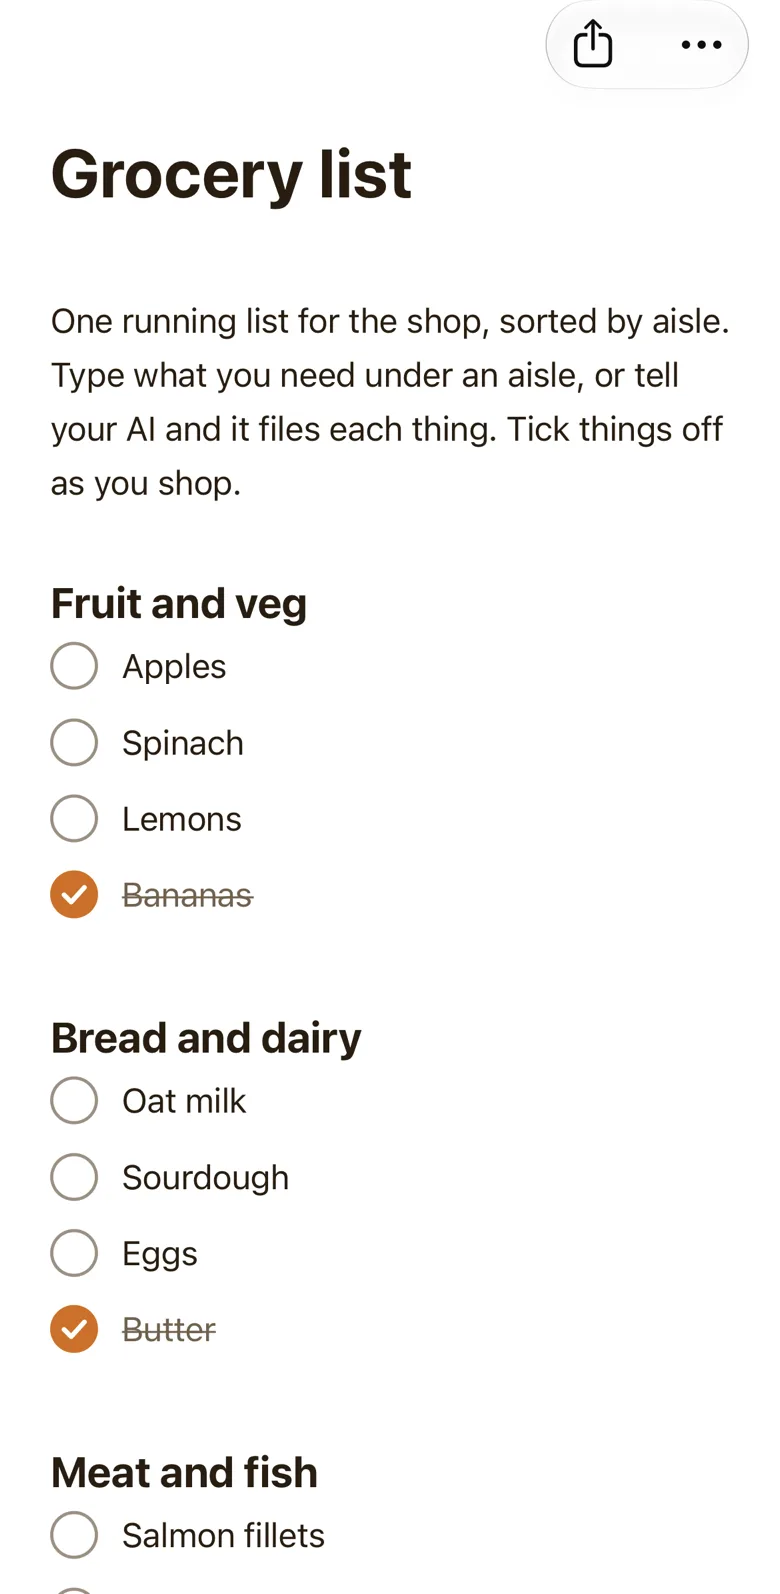 Grocery list
One running list for the shop, sorted by aisle.
Type what you need under an aisle, or tell
your AI and it files each thing. Tick things off
as you shop.
Fruit and veg
Apples
Spinach
Lemons
Bananas
Bread and dairy
Oat milk
Sourdough
Eggs
Butter
Meat and fish
Salmon fillets